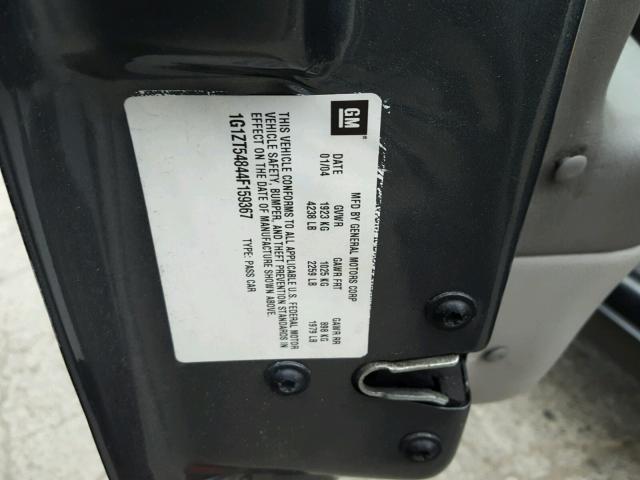 GM
MFD BY GENERAL MOTORS CORP
DATE GVWR GAWR FRT GAWR RR
01/04 1923 KG 1025 KG 898 KG
4238 LB 2259 LB 1979 LB
THIS VEHICLE CONFORMS TO ALL APPLICABLE U.S. FEDERAL MOTOR
VEHICLE SAFETY, BUMPER, AND THEFT PREVENTION STANDARDS IN
EFFECT ON THE DATE OF MANUFACTURE SHOWN ABOVE.
1G1ZT54844F159367 TYPE: PASS CAR